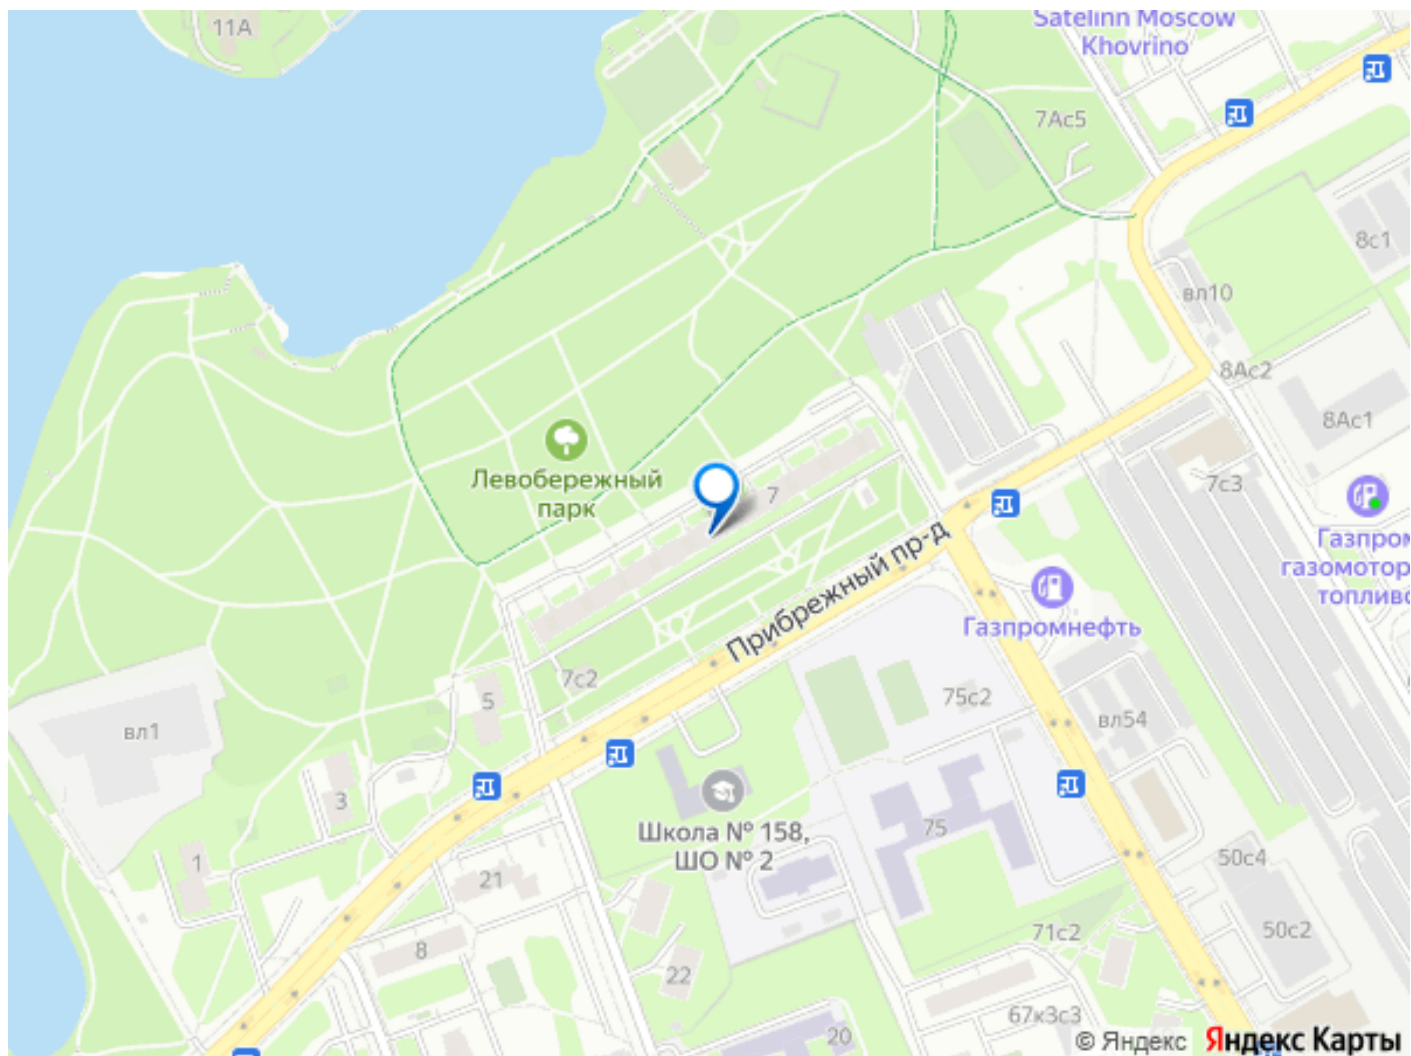 11А
Satelinn Moscow
Khovrino
7Ас5
8с1
вл10
8Ас2
8Ас1
Левобережный
парк
7
7с3
Газпром
газомотор
топливо
Прибрежный пр-д
Газпромнефть
7с2
5
75с2
вл54
вл1
3
Школа № 158,
ШО № 2
75
1
21
50с4
8
22
71с2
50с2
67к3с3
20
© Яндекс Яндекс Карты